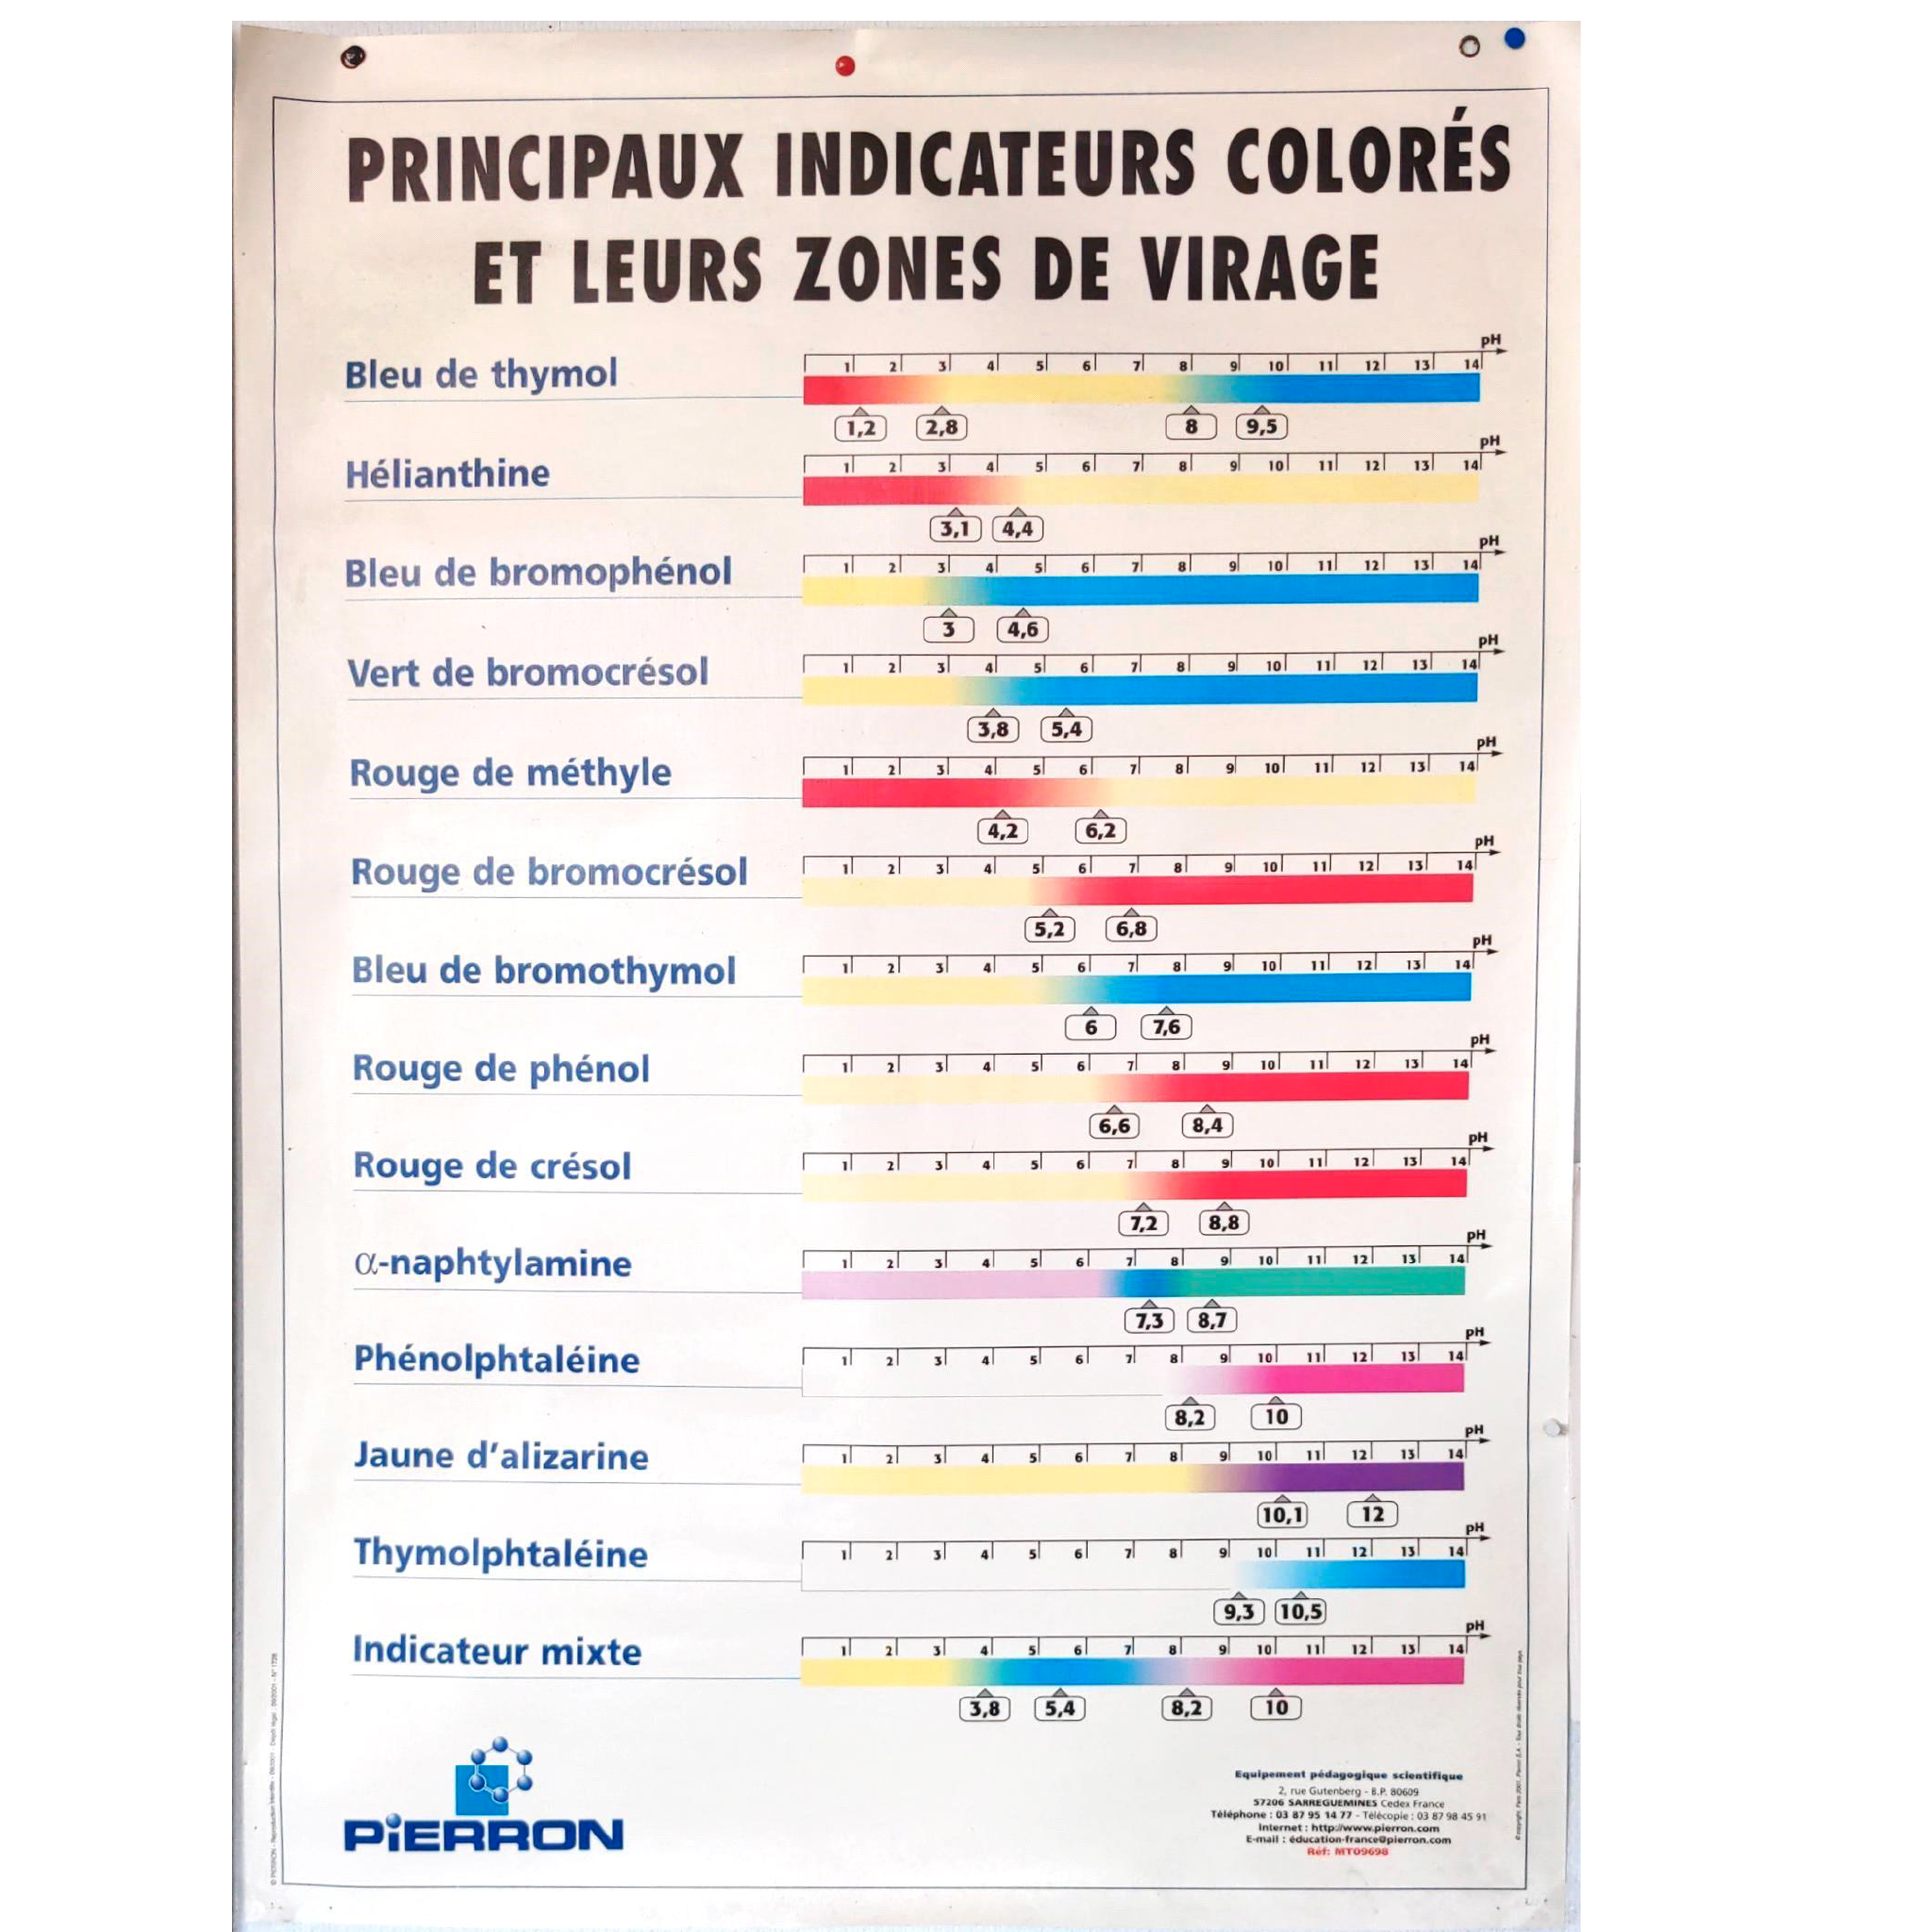 PRINCIPAUX INDICATEURS COLORÉS
ET LEURS ZONES DE VIRAGE
pH
Bleu de thymol 1 2 3 4 5 6 7 8 9 10 11 12 13 14
1,2 2,8 8 9,5
pH
Hélianthine 1 2 3 4 5 6 7 8 9 10 11 12 13 14
3,1 4,4
pH
Bleu de bromophénol 1 2 3 4 5 6 7 8 9 10 11 12 13 14
3 4,6
pH
Vert de bromocrésol 1 2 3 4 5 6 7 8 9 10 11 12 13 14
3,8 5,4
pH
Rouge de méthyle 1 2 3 4 5 6 7 8 9 10 11 12 13 14
4,2 6,2
pH
Rouge de bromocrésol 1 2 3 4 5 6 7 8 9 10 11 12 13 14
5,2 6,8
pH
Bleu de bromothymol 1 2 3 4 5 6 7 8 9 10 11 12 13 14
6 7,6
pH
Rouge de phénol 1 2 3 4 5 6 7 8 9 10 11 12 13 14
6,6 8,4
pH
Rouge de crésol 1 2 3 4 5 6 7 8 9 10 11 12 13 14
7,2 8,8
pH
α-naphtylamine 1 2 3 4 5 6 7 8 9 10 11 12 13 14
7,3 8,7
pH
Phénolphtaléine 1 2 3 4 5 6 7 8 9 10 11 12 13 14
8,2 10
pH
Jaune d'alizarine 1 2 3 4 5 6 7 8 9 10 11 12 13 14
10,1 12
pH
Thymolphtaléine 1 2 3 4 5 6 7 8 9 10 11 12 13 14
9,3 10,5
pH
Indicateur mixte 1 2 3 4 5 6 7 8 9 10 11 12 13 14
3,8 5,4 8,2 10
PiERRON
Equipement pédagogique scientifique
2, rue Gutenberg - B.P. 80609
57206 SARREGUEMINES Cedex France
Téléphone : 03 87 95 14 77 - Télécopie : 03 87 98 45 91
Internet : http://www.pierron.com
E-mail : éducation-france@pierron.com
Réf: MT09698